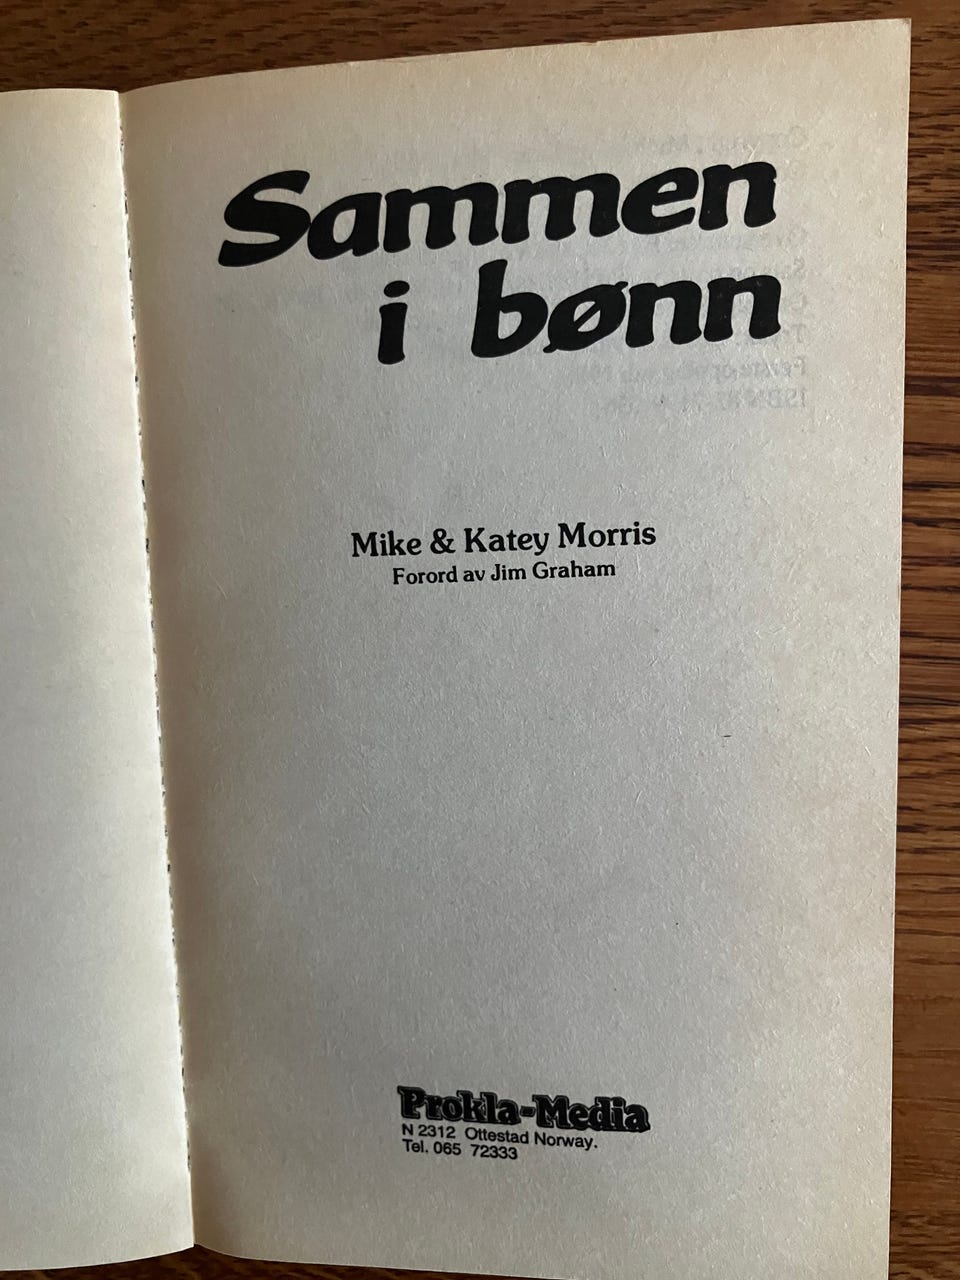 Sammen
i bønn
Mike & Katey Morris
Forord av Jim Graham
Prokla-Media
N 2312 Ottestad Norway.
Tel. 065 72333